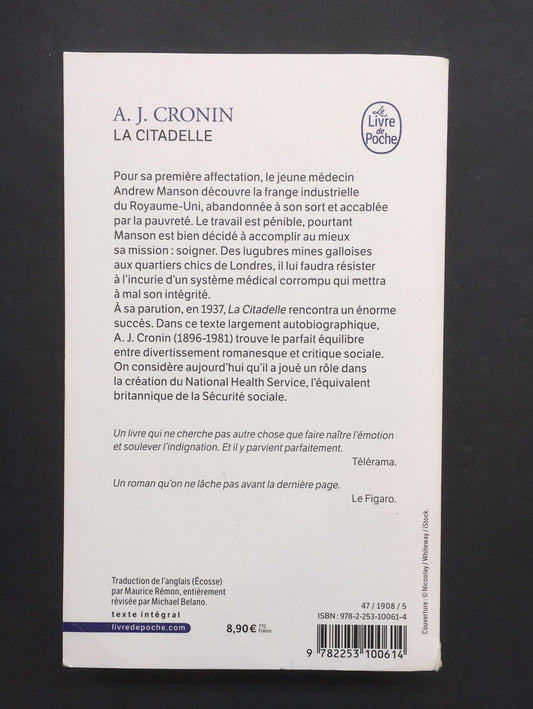 A. J. CRONIN
LA CITADELLE
Le
Livre
de
Poche
Pour sa première affectation, le jeune médecin
Andrew Manson découvre la frange industrielle
du Royaume-Uni, abandonnée à son sort et accablée
par la pauvreté. Le travail est pénible, pourtant
Manson est bien décidé à accomplir au mieux
sa mission : soigner. Des lugubres mines galloises
aux quartiers chics de Londres, il lui faudra résister
à l'incurie d'un système médical corrompu qui mettra
à mal son intégrité.
À sa parution, en 1937, La Citadelle rencontra un énorme
succès. Dans ce texte largement autobiographique,
A. J. Cronin (1896-1981) trouve le parfait équilibre
entre divertissement romanesque et critique sociale.
On considère aujourd'hui qu'il a joué un rôle dans
la création du National Health Service, l'équivalent
britannique de la Sécurité sociale.
Un livre qui ne cherche pas autre chose que faire naître l'émotion
et soulever l'indignation. Et il y parvient parfaitement.
Télérama.
Un roman qu'on ne lâche pas avant la dernière page.
Le Figaro.
Traduction de l'anglais (Écosse)
par Maurice Rémon, entièrement
révisée par Michael Belano.
texte intégral
livredepoche.com
8,90 € TTC
France
47 / 1908 / 5
ISBN : 978-2-253-10061-4
9 782253 100614
Couverture : © Nicoolay / Whiteway / iStock.